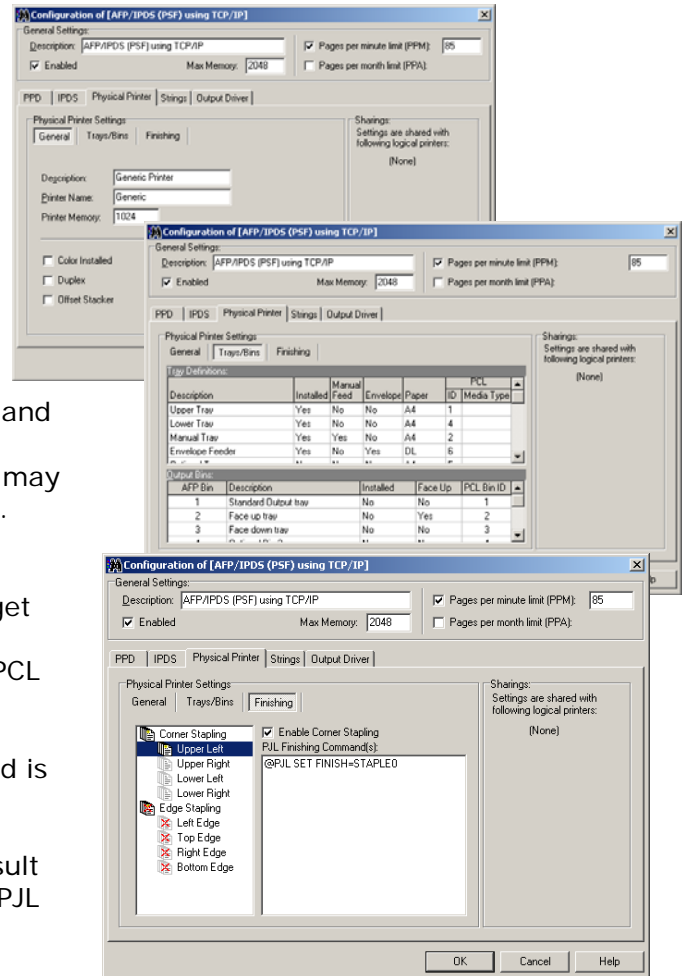 Configuration of [AFP/IPDS (PSF) using TCP/IP]
General Settings:
Description: AFP/IPDS (PSF) using TCP/IP
Pages per minute limit (PPM): 85
Enabled
Max Memory: 2048
Pages per month limit (PPA):
PPD IPDS Physical Printer Strings Output Driver
Physical Printer Settings
General Trays/Bins Finishing
Sharings:
Settings are shared with
following logical printers:
(None)
Description: Generic Printer
Printer Name: Generic
Printer Memory: 1024
Color Installed
Duplex
Offset Stacker
Configuration of [AFP/IPDS (PSF) using TCP/IP]
General Settings:
Description: AFP/IPDS (PSF) using TCP/IP
Pages per minute limit (PPM): 85
Enabled
Max Memory: 2048
Pages per month limit (PPA):
PPD IPDS Physical Printer Strings Output Driver
Physical Printer Settings
General Trays/Bins Finishing
Sharings:
Settings are shared with
following logical printers:
(None)
Tray Definitions:
PCL
Description Installed Manual Feed Envelope Paper ID Media Type
Upper Tray Yes No No A4 1
Lower Tray Yes No No A4 4
Manual Tray Yes Yes No A4 2
Envelope Feeder Yes No Yes DL 6
Output Bins:
AFP Bin Description Installed Face Up PCL Bin ID
1 Standard Output tray No No 1
2 Face up tray No Yes 2
3 Face down tray No No 3
and
may
.
get
PCL
d is
sult
PJL
Configuration of [AFP/IPDS (PSF) using TCP/IP]
General Settings:
Description: AFP/IPDS (PSF) using TCP/IP
Pages per minute limit (PPM): 85
Enabled
Max Memory: 2048
Pages per month limit (PPA):
PPD IPDS Physical Printer Strings Output Driver
Physical Printer Settings
General Trays/Bins Finishing
Sharings:
Settings are shared with
following logical printers:
(None)
Corner Stapling
Upper Left
Upper Right
Lower Left
Lower Right
Edge Stapling
Left Edge
Top Edge
Right Edge
Bottom Edge
Enable Corner Stapling
PJL Finishing Command(s):
@PJL SET FINISH=STAPLE0
OK Cancel Help